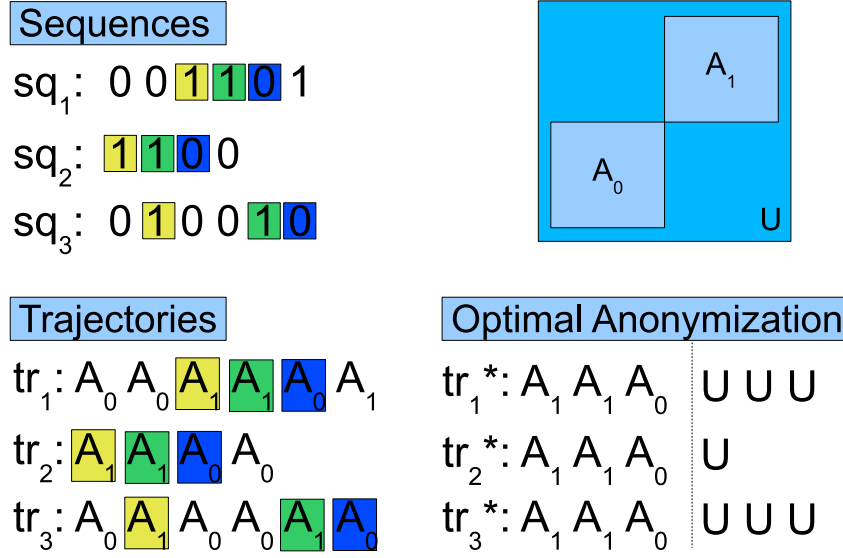 Sequences
sq1: 0 0 1 1 0 1
sq2: 1 1 0 0
sq3: 0 1 0 0 1 0
A1
A0
U
Trajectories
tr1: A0 A0 A1 A1 A0 A1
tr2: A1 A1 A0 A0
tr3: A0 A1 A0 A0 A1 A0
Optimal Anonymization
tr1*: A1 A1 A0 U U U
tr2*: A1 A1 A0 U
tr3*: A1 A1 A0 U U U